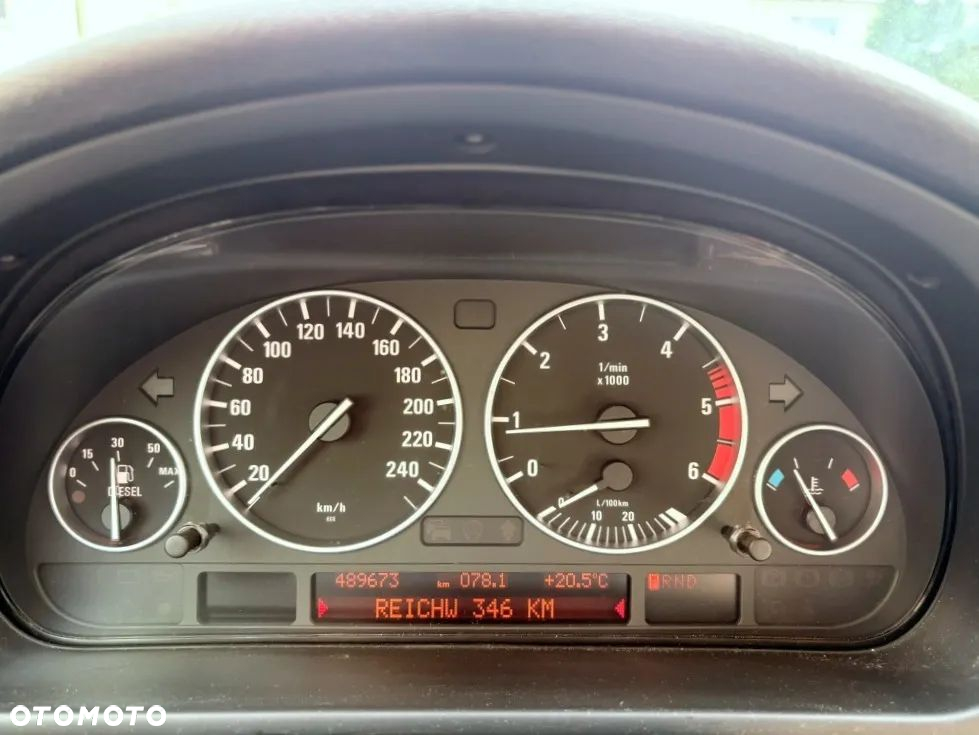 120 140
100 160
80 180
60 200
40 220
20 240
km/h
ECE
0 15 30 50 MAX
DIESEL
3
2 4
1/min
x1000
1 5
0 6
L/100km
0 10 20
489673 km 078.1 +20.5°C
REICHW 346 KM
P R N D
OTOMOTO